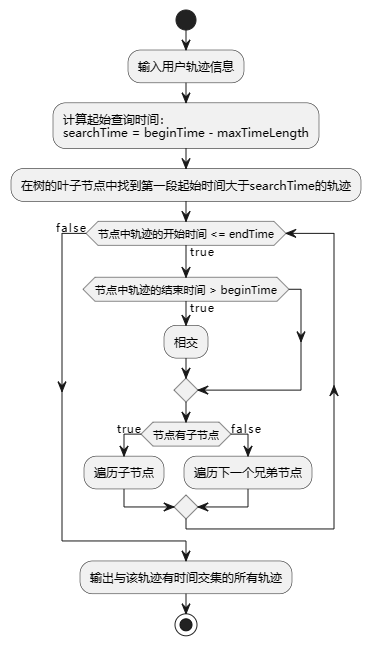 输入用户轨迹信息
计算起始查询时间：
searchTime = beginTime - maxTimeLength
在树的叶子节点中找到第一段起始时间大于searchTime的轨迹
false
节点中轨迹的开始时间 <= endTime
true
节点中轨迹的结束时间 > beginTime
true
相交
true
节点有子节点
false
遍历子节点
遍历下一个兄弟节点
输出与该轨迹有时间交集的所有轨迹